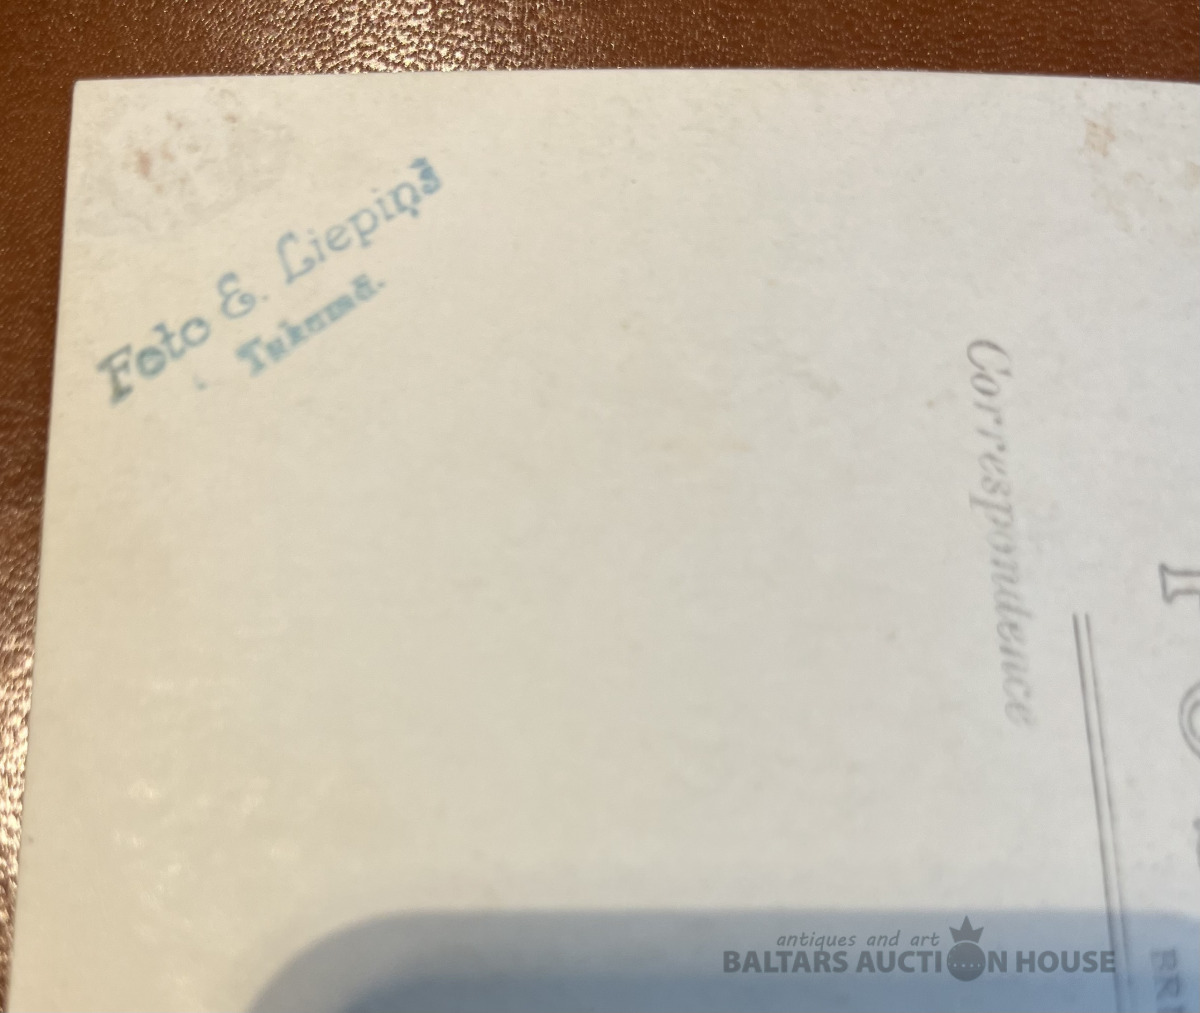 Foto E. Liepiņš
Tukumā.
Correspondence
antiques and art
BALTARS AUCTION HOUSE